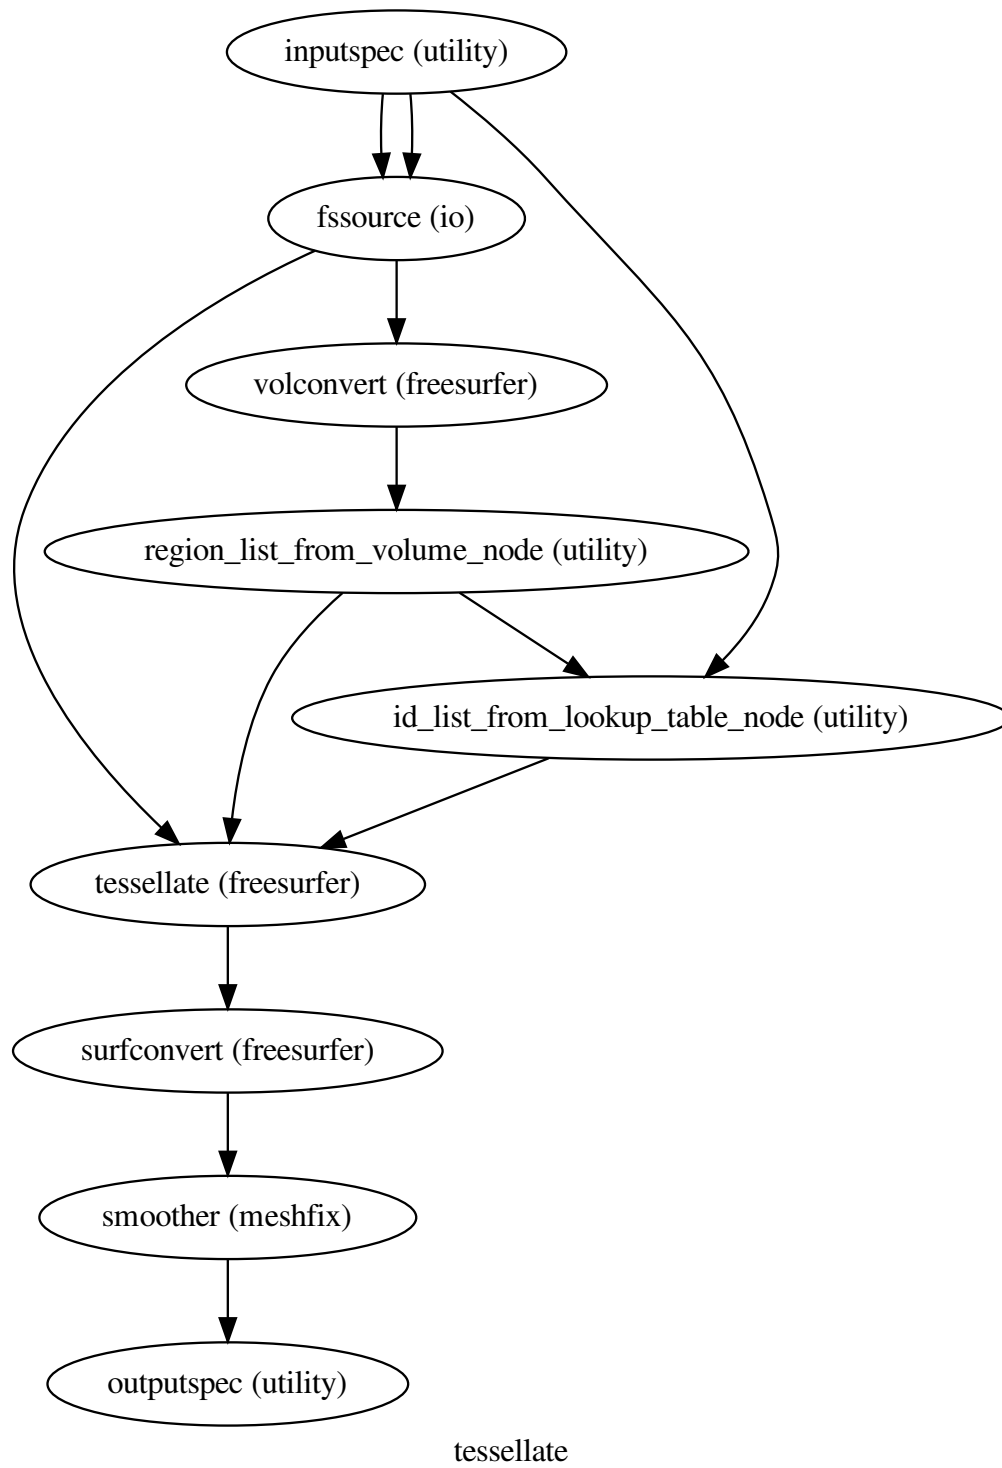 inputspec (utility)
fssource (io)
volconvert (freesurfer)
region_list_from_volume_node (utility)
id_list_from_lookup_table_node (utility)
tessellate (freesurfer)
surfconvert (freesurfer)
smoother (meshfix)
outputspec (utility)
tessellate